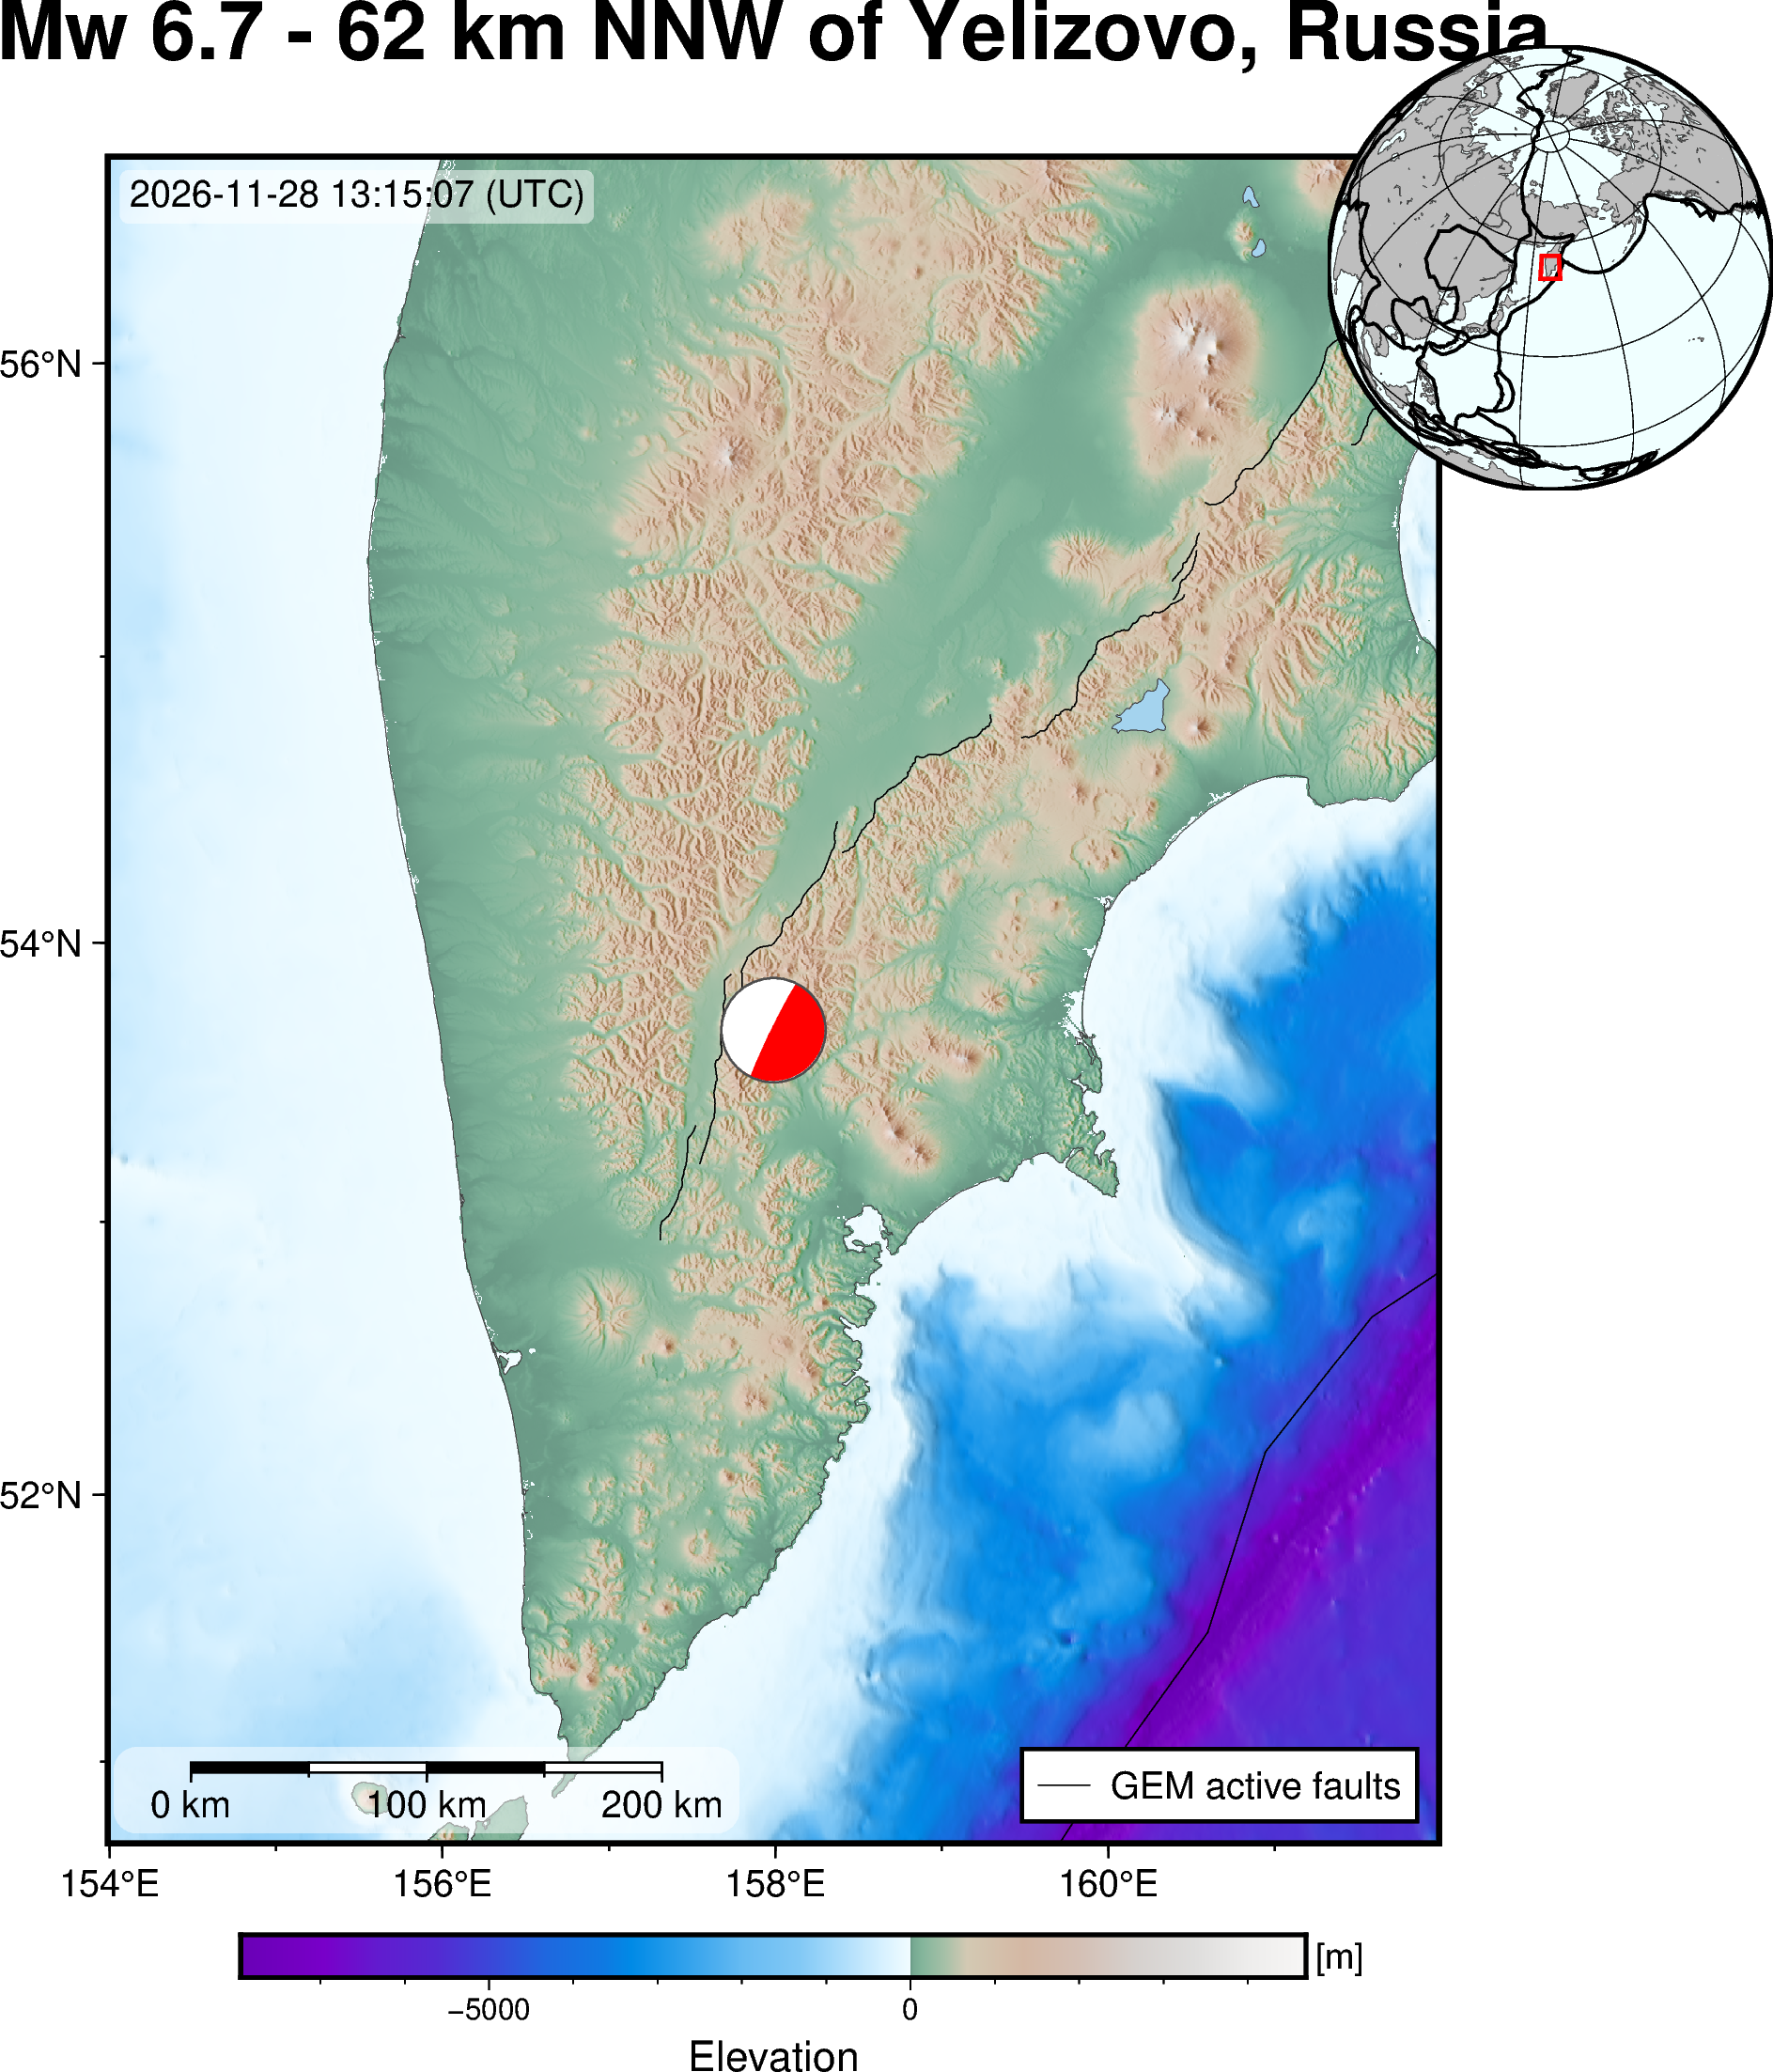 Mw 6.7 - 62 km NNW of Yelizovo, Russia
2026-11-28 13:15:07 (UTC)
56°N
54°N
52°N
0 km 100 km 200 km
GEM active faults
154°E 156°E 158°E 160°E
[m]
−5000 0
Elevation